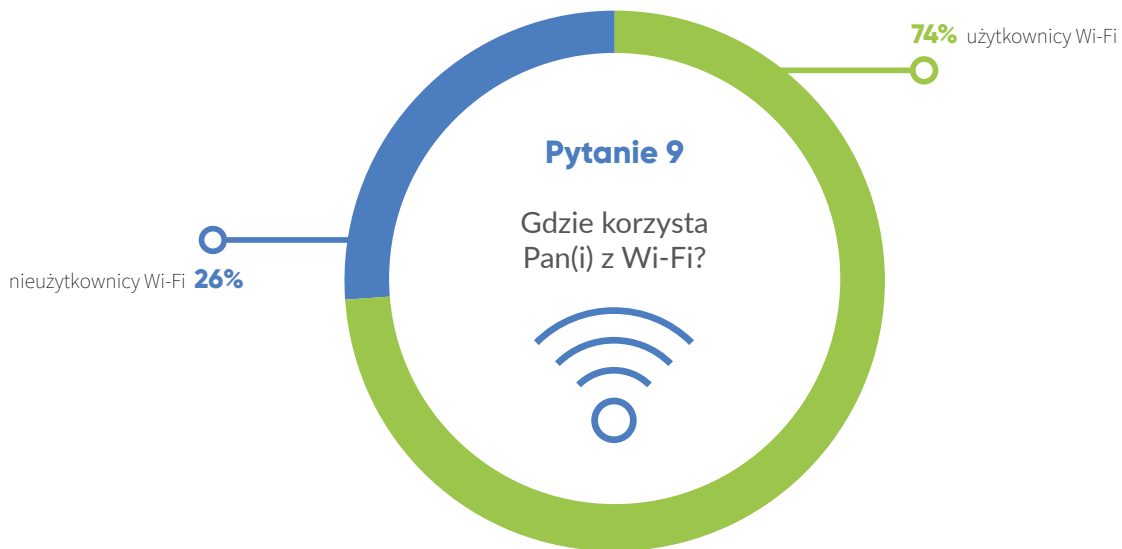 74% użytkownicy Wi-Fi
Pytanie 9
Gdzie korzysta
Pan(i) z Wi-Fi?
nieużytkownicy Wi-Fi 26%